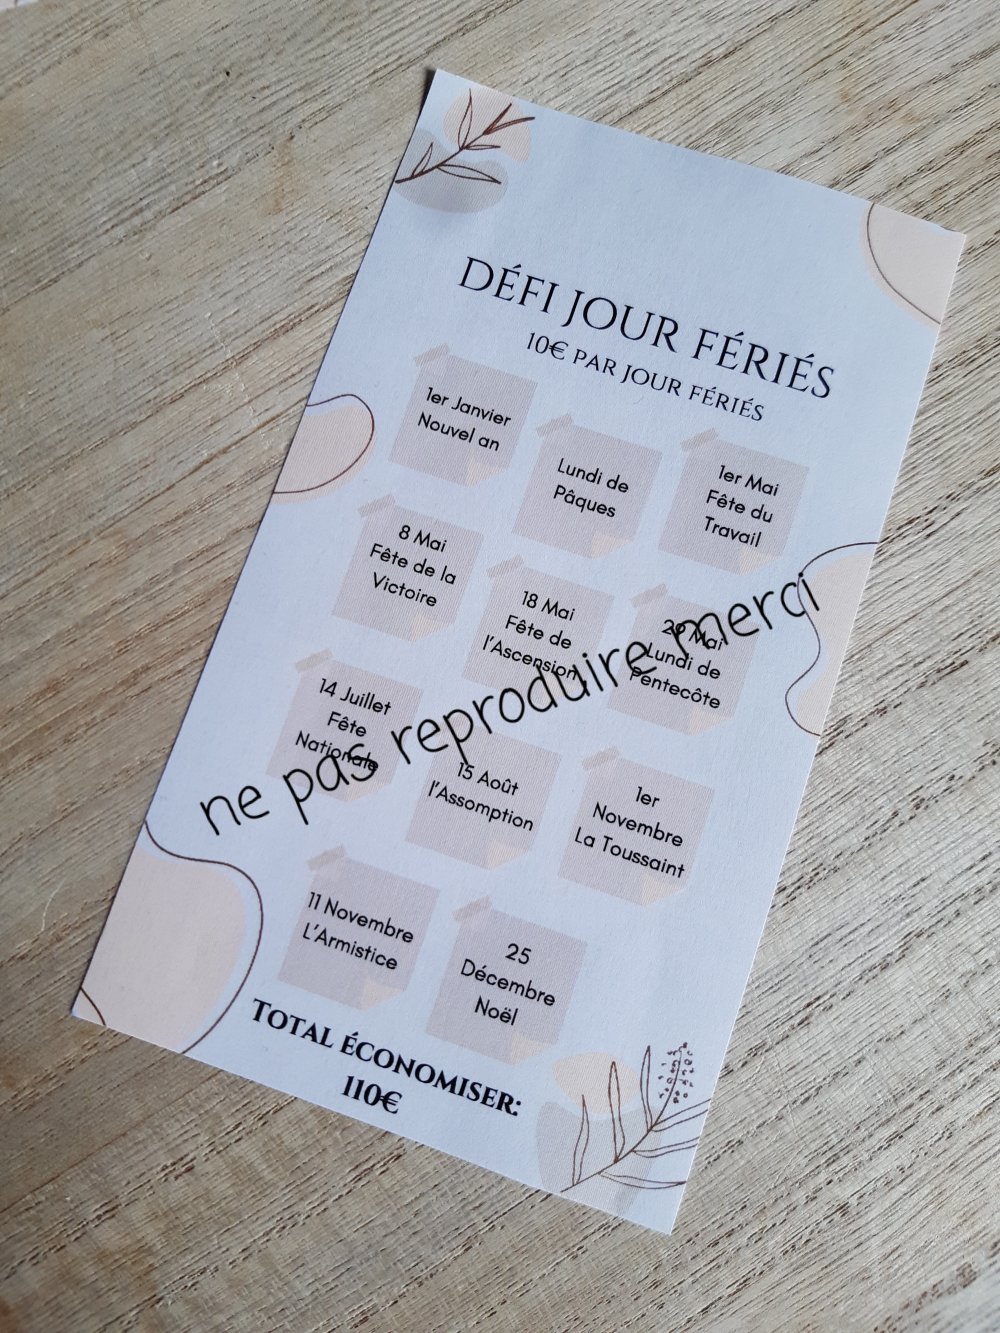 DÉFI JOUR FÉRIÉS
10€ PAR JOUR FÉRIÉS
1er Janvier
Nouvel an
Lundi de
Pâques
1er Mai
Fête du
Travail
8 Mai
Fête de la
Victoire
18 Mai
Fête de
l'Ascension
29 Mai
Lundi de
Pentecôte
14 Juillet
Fête
Nationale
15 Août
l'Assomption
1er
Novembre
La Toussaint
11 Novembre
L'Armistice
25
Décembre
Noël
TOTAL ÉCONOMISER:
110€
ne pas reproduire merci